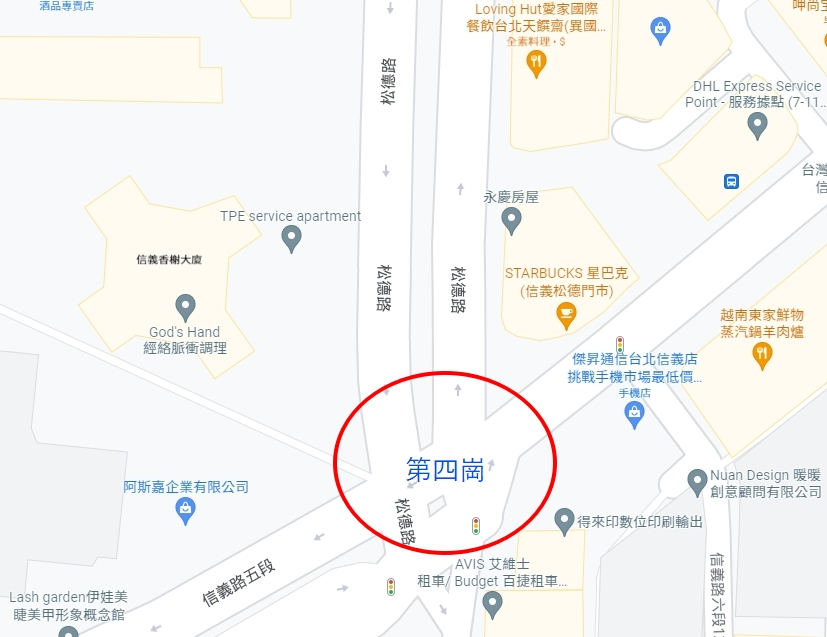 酒品專賣店
Loving Hut愛家國際
餐飲台北天饌齋(異國...
全素料理・$
松德路
DHL Express Service
Point - 服務據點 (7-11...
台灣
信
永慶房屋
TPE service apartment
信義香榭大廈
松德路
松德路
STARBUCKS 星巴克
(信義松德門市)
God's Hand
經絡脈衝調理
越南東家鮮物
蒸汽鍋羊肉爐
傑昇通信台北信義店
挑戰手機市場最低價...
手機店
第四崗
阿斯嘉企業有限公司
Nuan Design 暖暖
創意顧問有限公司
松德路
得來印數位印刷輸出
AVIS 艾維士
租車/ Budget 百捷租車...
信義路五段
信義路六段1
Lash garden伊娃美
睫美甲形象概念館